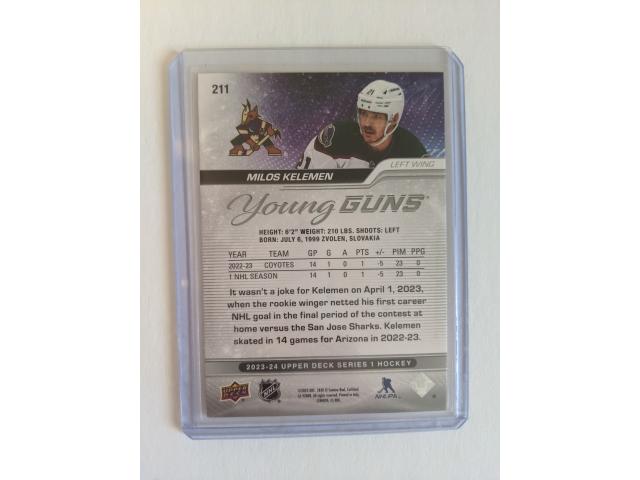 211
21
LEFT WING
MILOS KELEMEN
Young GUNS
HEIGHT: 6'2" WEIGHT: 210 LBS. SHOOTS: LEFT
BORN: JULY 6, 1999 ZVOLEN, SLOVAKIA
YEAR TEAM GP G A PTS +/- PIM PPG
2022-23 COYOTES 14 1 0 1 -5 23 0
1 NHL SEASON 14 1 0 1 -5 23 0
It wasn't a joke for Kelemen on April 1, 2023,
when the rookie winger netted his first career
NHL goal in the final period of the contest at
home versus the San Jose Sharks. Kelemen
skated in 14 games for Arizona in 2022-23.
2023-24 UPPER DECK SERIES 1 HOCKEY
UPPER DECK
NHL
NHLPA